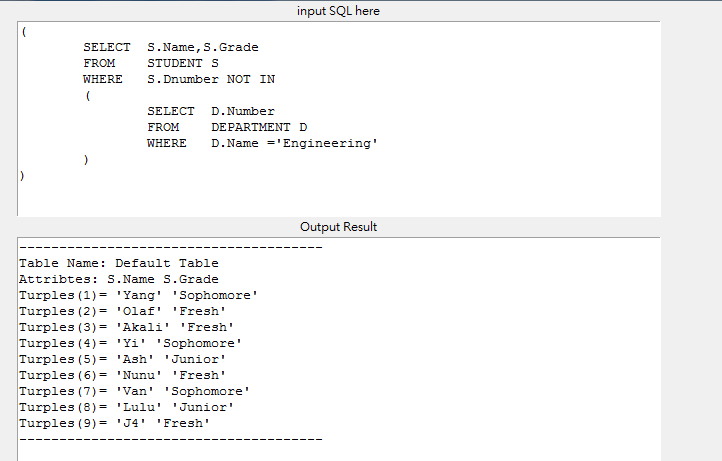 input SQL here
(
SELECT S.Name,S.Grade
FROM STUDENT S
WHERE S.Dnumber NOT IN
(
SELECT D.Number
FROM DEPARTMENT D
WHERE D.Name ='Engineering'
)
)
Output Result
--------------------------------------
Table Name: Default Table
Attribtes: S.Name S.Grade
Turples(1)= 'Yang' 'Sophomore'
Turples(2)= 'Olaf' 'Fresh'
Turples(3)= 'Akali' 'Fresh'
Turples(4)= 'Yi' 'Sophomore'
Turples(5)= 'Ash' 'Junior'
Turples(6)= 'Nunu' 'Fresh'
Turples(7)= 'Van' 'Sophomore'
Turples(8)= 'Lulu' 'Junior'
Turples(9)= 'J4' 'Fresh'
--------------------------------------